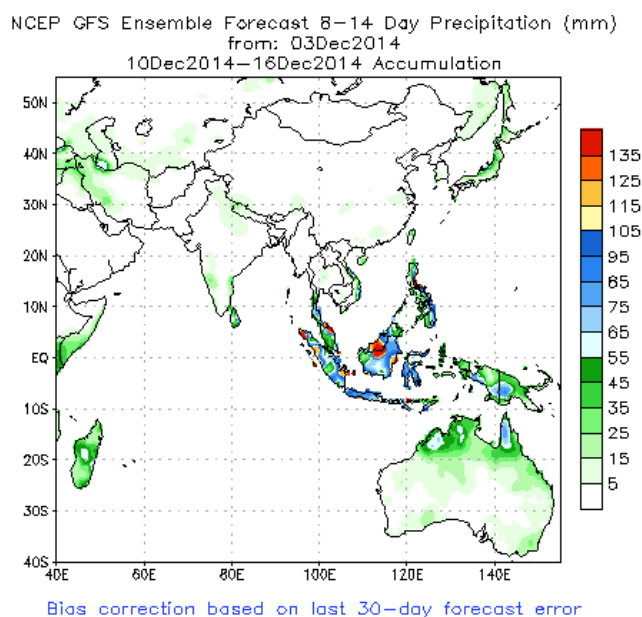 NCEP GFS Ensemble Forecast 8-14 Day Precipitation (mm)
from: 03Dec2014
10Dec2014-16Dec2014 Accumulation
50N
40N
30N
20N
10N
EQ
10S
20S
30S
40S
40E 60E 80E 100E 120E 140E
135
125
115
105
95
85
75
65
55
45
35
25
15
5
Bias correction based on last 30-day forecast error